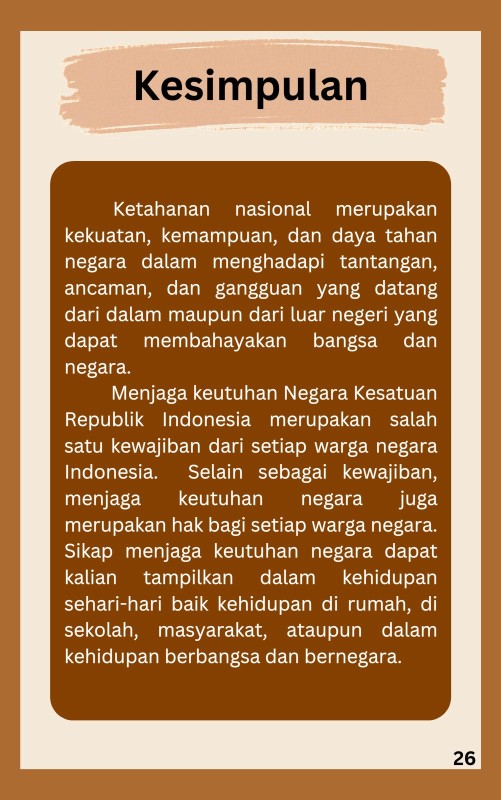 Kesimpulan
Ketahanan nasional merupakan
kekuatan, kemampuan, dan daya tahan
negara dalam menghadapi tantangan,
ancaman, dan gangguan yang datang
dari dalam maupun dari luar negeri yang
dapat membahayakan bangsa dan
negara.
Menjaga keutuhan Negara Kesatuan
Republik Indonesia merupakan salah
satu kewajiban dari setiap warga negara
Indonesia. Selain sebagai kewajiban,
menjaga keutuhan negara juga
merupakan hak bagi setiap warga negara.
Sikap menjaga keutuhan negara dapat
kalian tampilkan dalam kehidupan
sehari-hari baik kehidupan di rumah, di
sekolah, masyarakat, ataupun dalam
kehidupan berbangsa dan bernegara.
26